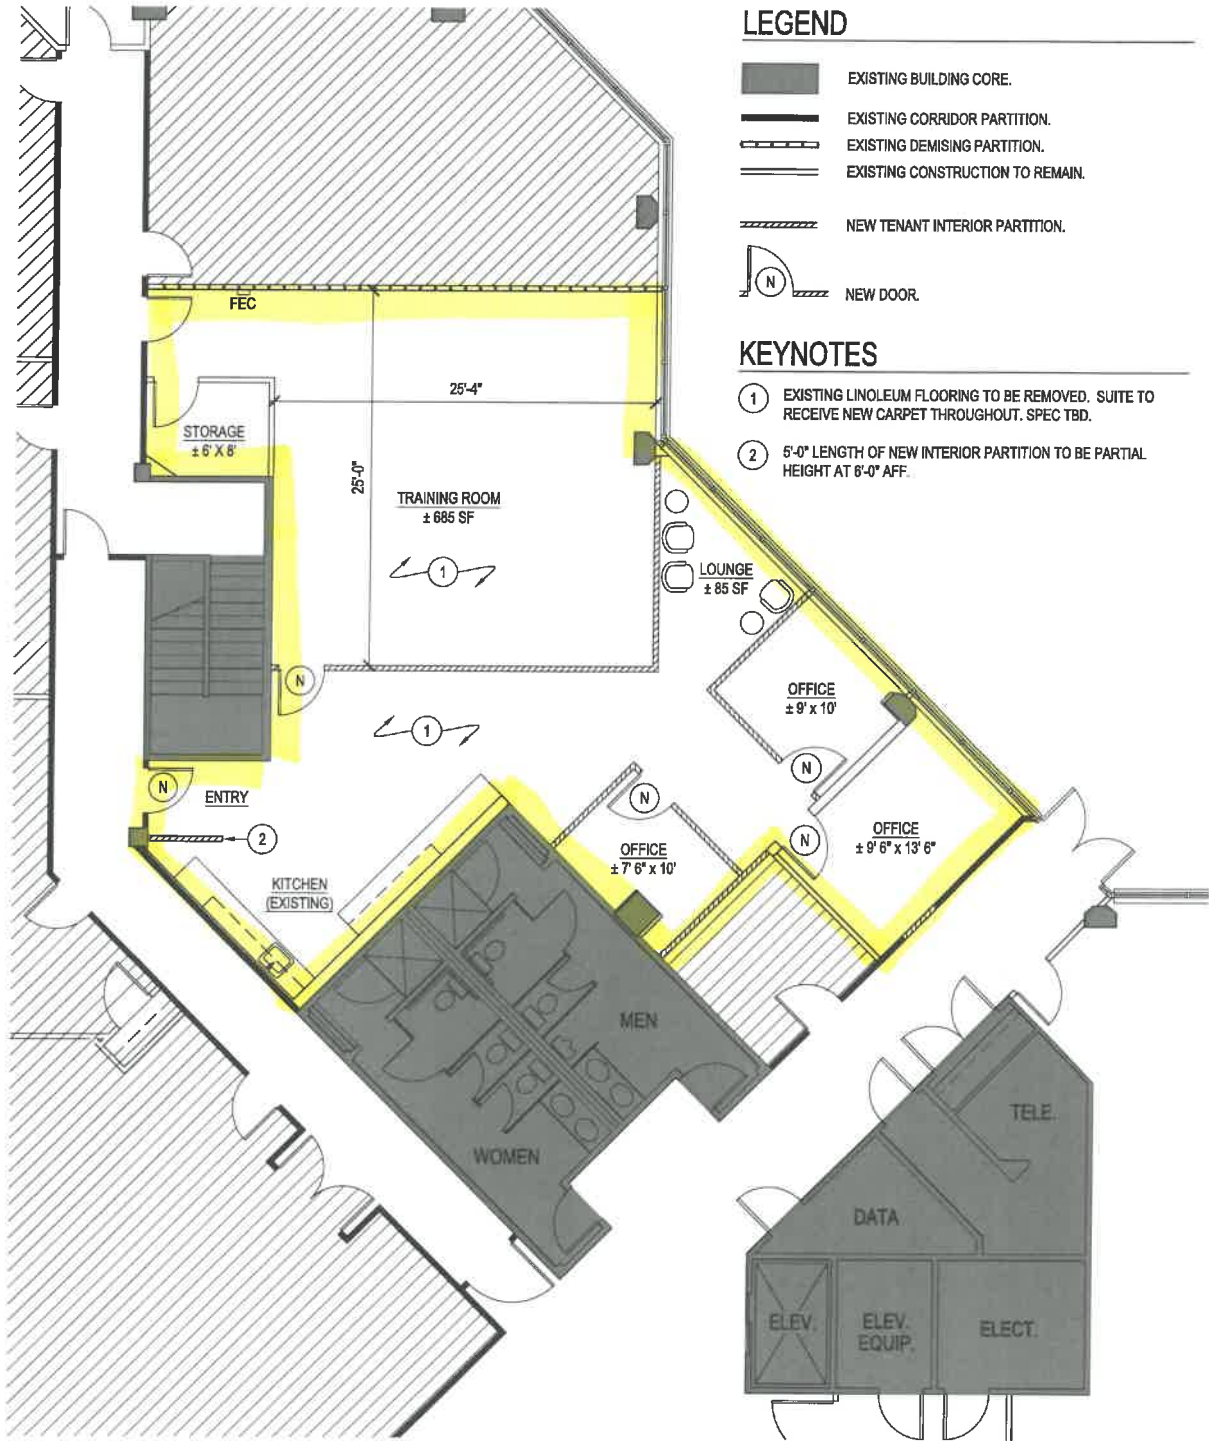 LEGEND
EXISTING BUILDING CORE.
EXISTING CORRIDOR PARTITION.
EXISTING DEMISING PARTITION.
EXISTING CONSTRUCTION TO REMAIN.
NEW TENANT INTERIOR PARTITION.
N
NEW DOOR.
KEYNOTES
1 EXISTING LINOLEUM FLOORING TO BE REMOVED. SUITE TO
RECEIVE NEW CARPET THROUGHOUT. SPEC TBD.
2 5'-0" LENGTH OF NEW INTERIOR PARTITION TO BE PARTIAL
HEIGHT AT 6'-0" AFF.
FEC
25'-4"
STORAGE
± 6' X 8'
25'-0"
TRAINING ROOM
± 685 SF
1
LOUNGE
± 85 SF
N
OFFICE
± 9' x 10'
1
N
N
ENTRY
N
2
N
OFFICE
± 9' 6" x 13' 6"
OFFICE
± 7' 6" x 10'
KITCHEN
(EXISTING)
MEN
WOMEN
TELE.
DATA
ELEV.
ELEV.
EQUIP.
ELECT.